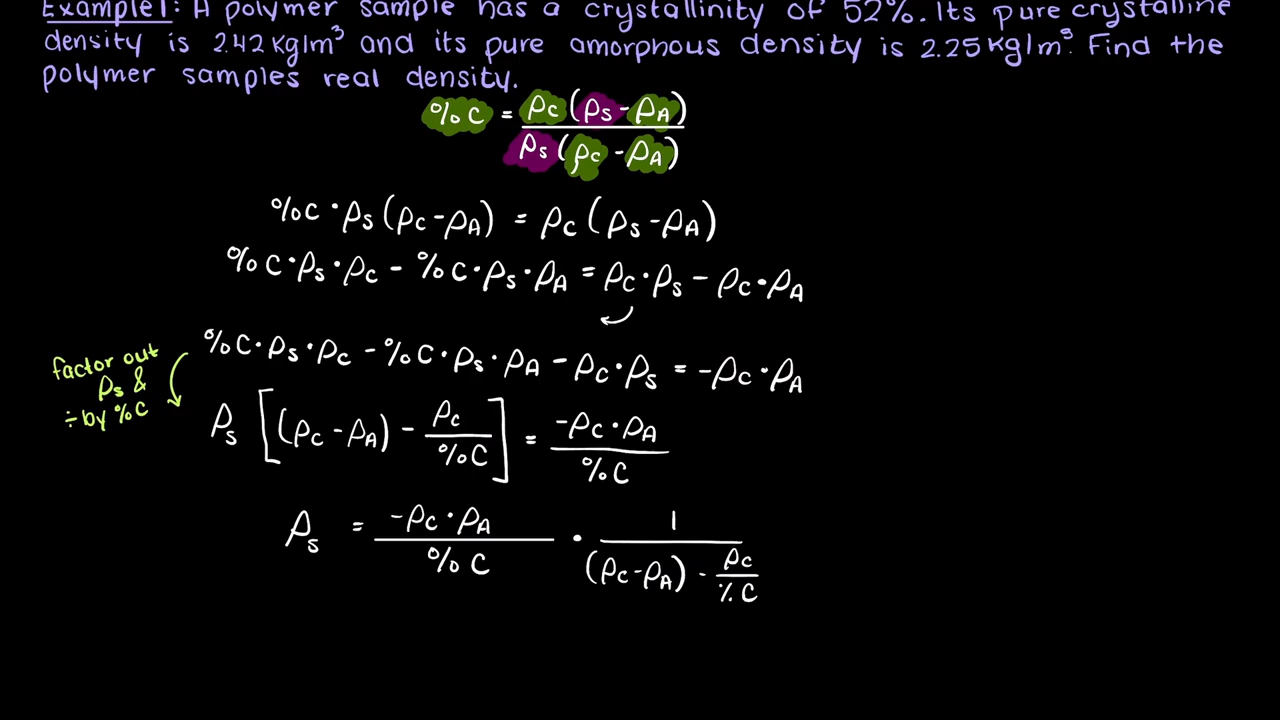 Example 1: A polymer sample has a crystallinity of 52%. Its pure crystalline
density is 2.42 Kg/m³ and its pure amorphous density is 2.25 Kg/m³. Find the
polymer samples real density.
%C = ρc(ρs-ρA) / ρs(ρc-ρA)
%C · ρs(ρc-ρA) = ρc(ρs-ρA)
%C·ρs·ρc - %C·ρs·ρA = ρc·ρs - ρc·ρA
%C·ρs·ρc - %C·ρs·ρA - ρc·ρs = -ρc·ρA
factor out
ρs &
÷ by %C
ρs [(ρc-ρA) - ρc/%C] = -ρc·ρA/%C
ρs = -ρc·ρA/%C · 1/((ρc-ρA) - ρc/%C)